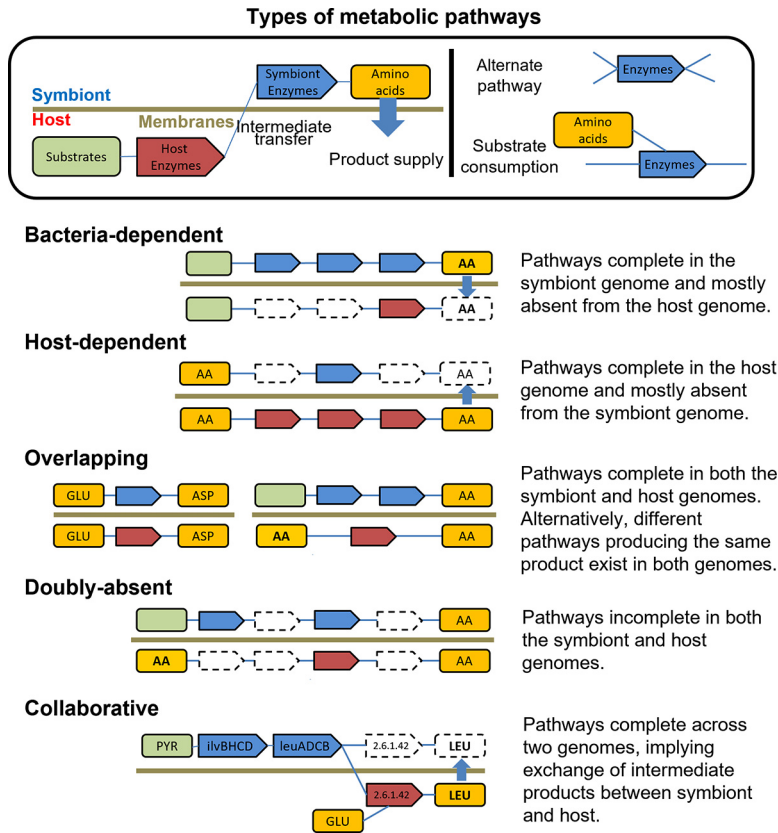 Types of metabolic pathways
Symbiont
Host
Substrates
Membranes
Host
Enzymes
Symbiont
Enzymes
Intermediate
transfer
Amino
acids
Product supply
Alternate
pathway
Enzymes
Substrate
consumption
Amino
acids
Enzymes
Bacteria-dependent
AA
AA
Pathways complete in the
symbiont genome and mostly
absent from the host genome.
Host-dependent
AA
AA
AA
AA
Pathways complete in the host
genome and mostly absent
from the symbiont genome.
Overlapping
GLU
ASP
GLU
ASP
AA
AA
AA
Pathways complete in both the
symbiont and host genomes.
Alternatively, different
pathways producing the same
product exist in both genomes.
Doubly-absent
AA
AA
AA
Pathways incomplete in both
the symbiont and host
genomes.
Collaborative
PYR
ilvBHCD
leuADCB
2.6.1.42
LEU
2.6.1.42
LEU
GLU
Pathways complete across
two genomes, implying
exchange of intermediate
products between symbiont
and host.